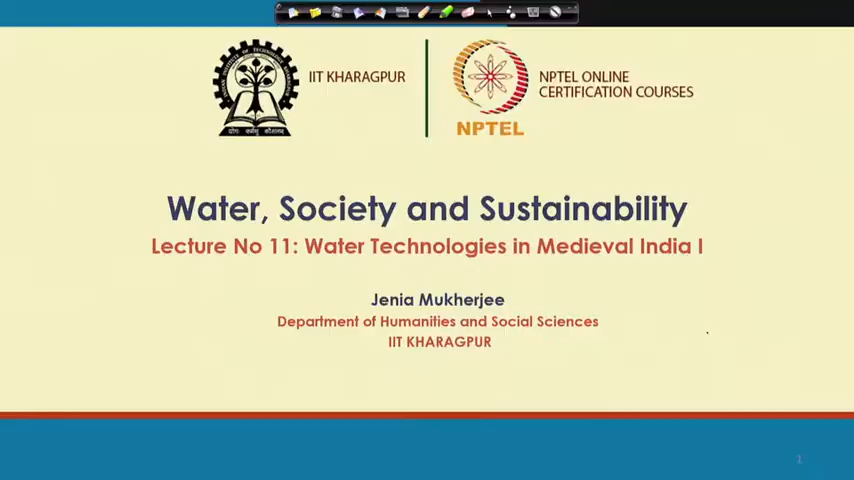 IIT KHARAGPUR
NPTEL ONLINE
CERTIFICATION COURSES
NPTEL
Water, Society and Sustainability
Lecture No 11: Water Technologies in Medieval India I
Jenia Mukherjee
Department of Humanities and Social Sciences
IIT KHARAGPUR
1